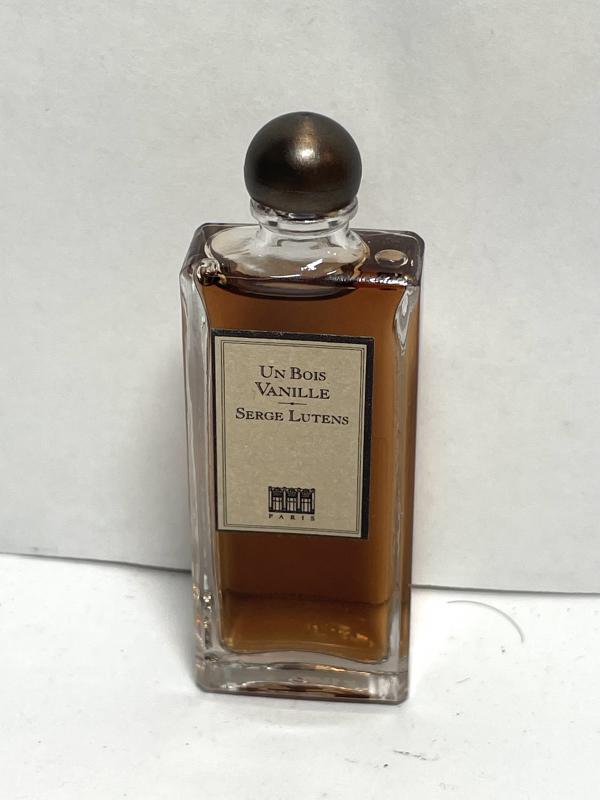 Un Bois
Vanille
Serge Lutens
PARIS